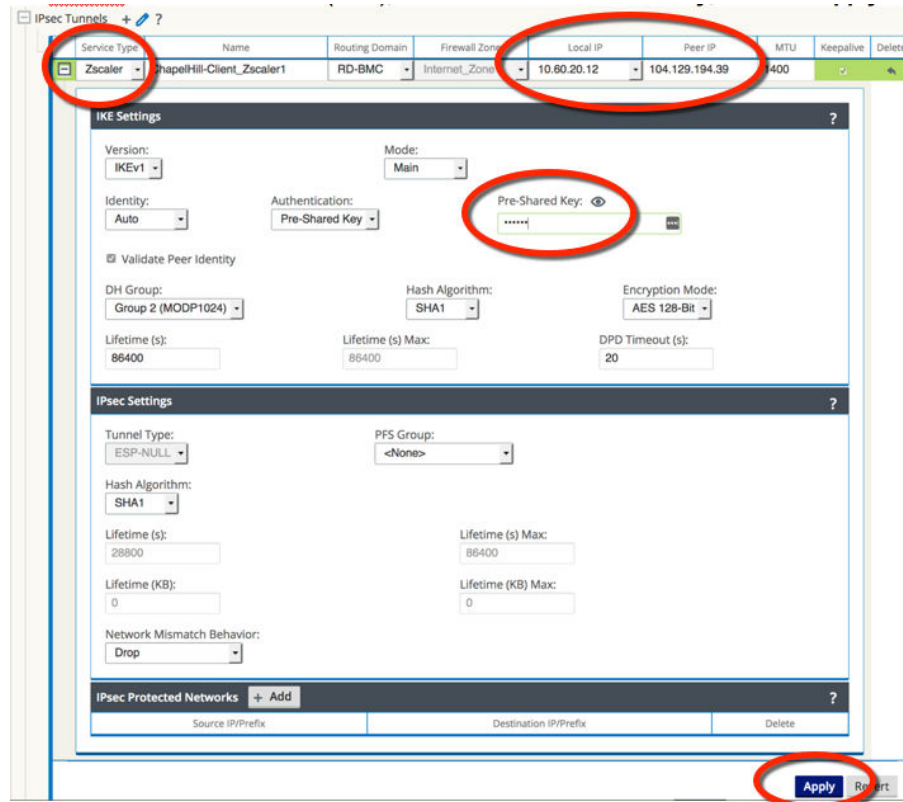 IPsec Tunnels + ?
Service Type Name Routing Domain Firewall Zone Local IP Peer IP MTU Keepalive Delete
Zscaler ChapelHill-Client_Zscaler1 RD-BMC Internet_Zone 10.60.20.12 104.129.194.39 1400
IKE Settings ?
Version: Mode:
IKEv1 Main
Identity: Authentication: Pre-Shared Key:
Auto Pre-Shared Key ••••••
Validate Peer Identity
DH Group: Hash Algorithm: Encryption Mode:
Group 2 (MODP1024) SHA1 AES 128-Bit
Lifetime (s): Lifetime (s) Max: DPD Timeout (s):
86400 86400 20
IPsec Settings ?
Tunnel Type: PFS Group:
ESP-NULL <None>
Hash Algorithm:
SHA1
Lifetime (s): Lifetime (s) Max:
28800 86400
Lifetime (KB): Lifetime (KB) Max:
0 0
Network Mismatch Behavior:
Drop
IPsec Protected Networks + Add ?
Source IP/Prefix Destination IP/Prefix Delete
Apply Revert